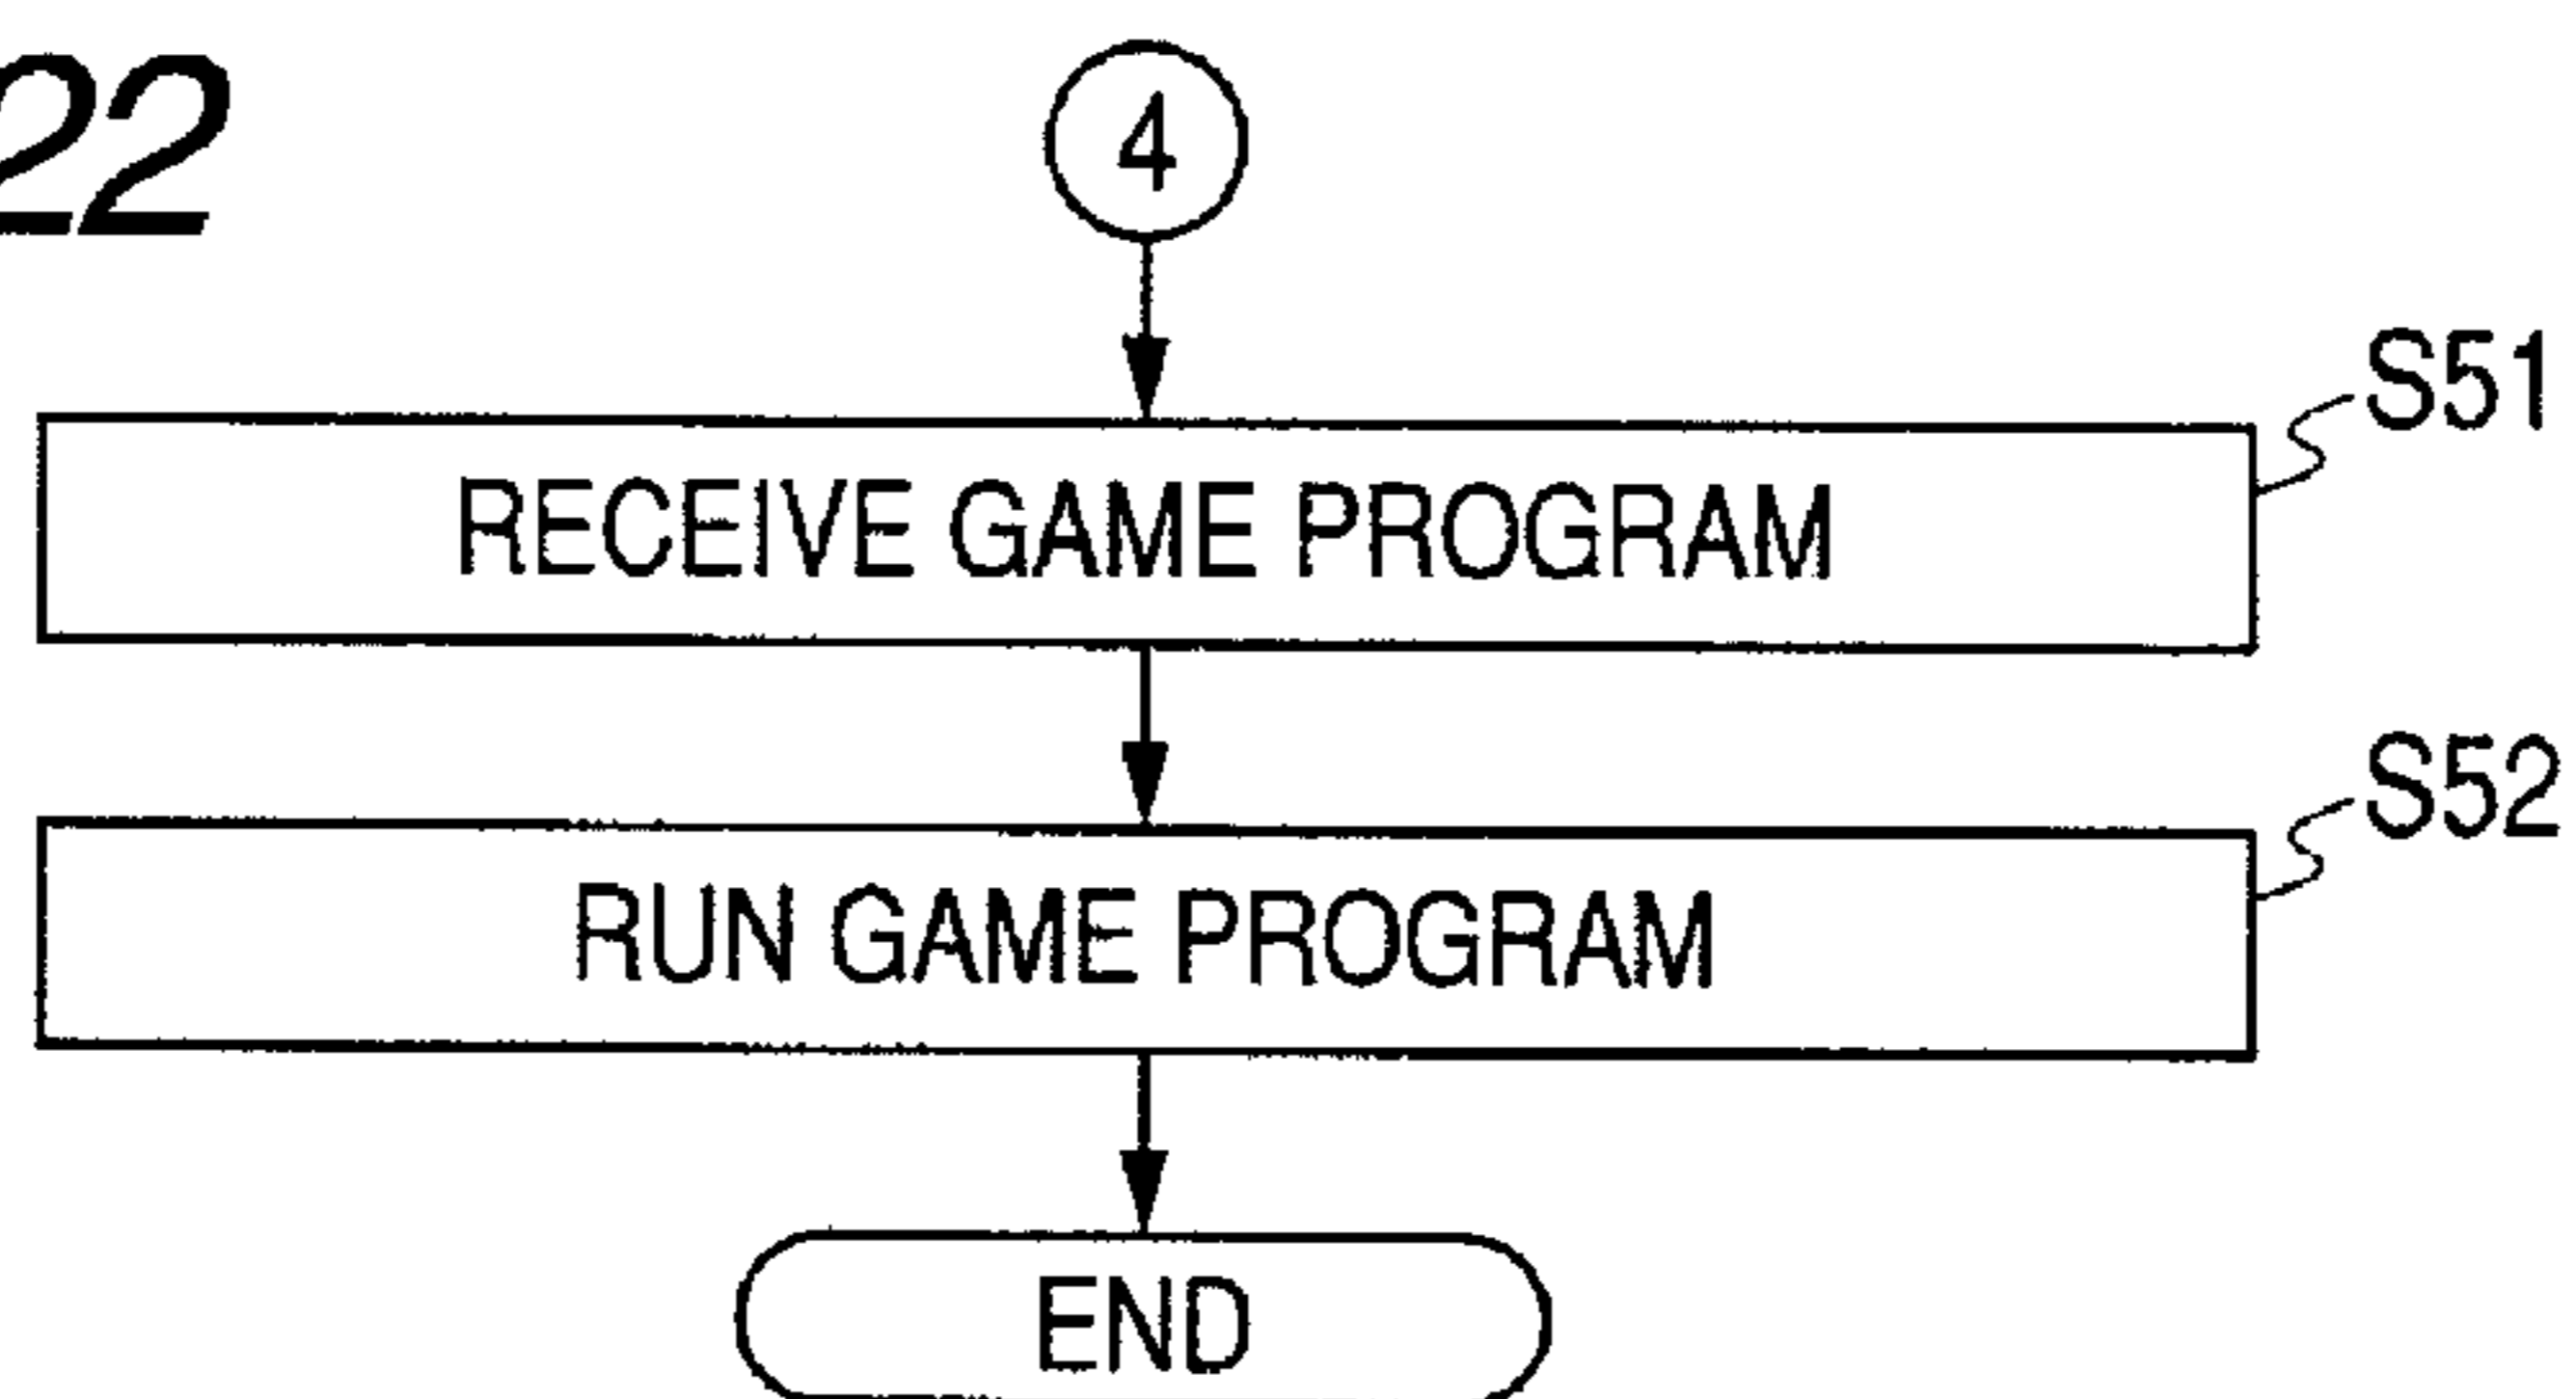 22
4
S51
RECEIVE GAME PROGRAM
S52
RUN GAME PROGRAM
END